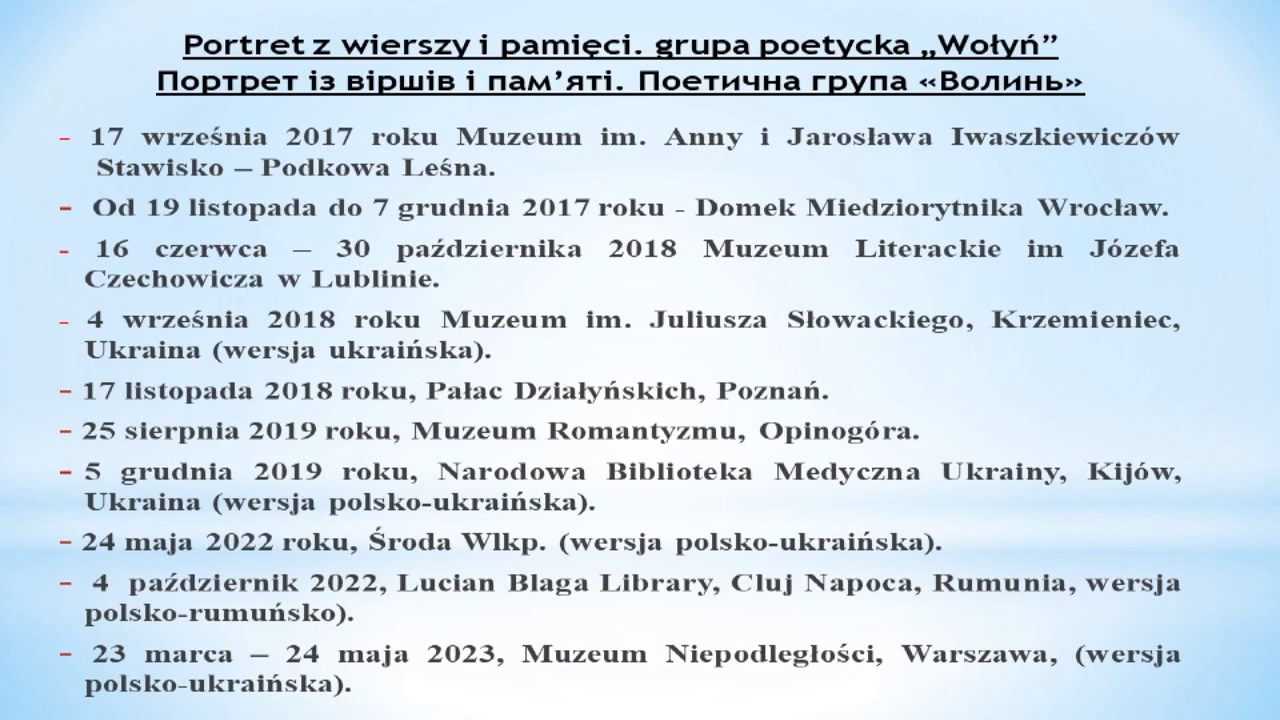 Portret z wierszy i pamięci. grupa poetycka „Wołyń”
Портрет із віршів і пам’яті. Поетична група «Волинь»
– 17 września 2017 roku Muzeum im. Anny i Jarosława Iwaszkiewiczów
Stawisko – Podkowa Leśna.
– Od 19 listopada do 7 grudnia 2017 roku - Domek Miedziorytnika Wrocław.
- 16 czerwca – 30 października 2018 Muzeum Literackie im Józefa
Czechowicza w Lublinie.
- 4 września 2018 roku Muzeum im. Juliusza Słowackiego, Krzemieniec,
Ukraina (wersja ukraińska).
– 17 listopada 2018 roku, Pałac Działyńskich, Poznań.
– 25 sierpnia 2019 roku, Muzeum Romantyzmu, Opinogóra.
– 5 grudnia 2019 roku, Narodowa Biblioteka Medyczna Ukrainy, Kijów,
Ukraina (wersja polsko-ukraińska).
– 24 maja 2022 roku, Środa Wlkp. (wersja polsko-ukraińska).
– 4 październik 2022, Lucian Blaga Library, Cluj Napoca, Rumunia, wersja
polsko-rumuńsko).
– 23 marca – 24 maja 2023, Muzeum Niepodległości, Warszawa, (wersja
polsko-ukraińska).